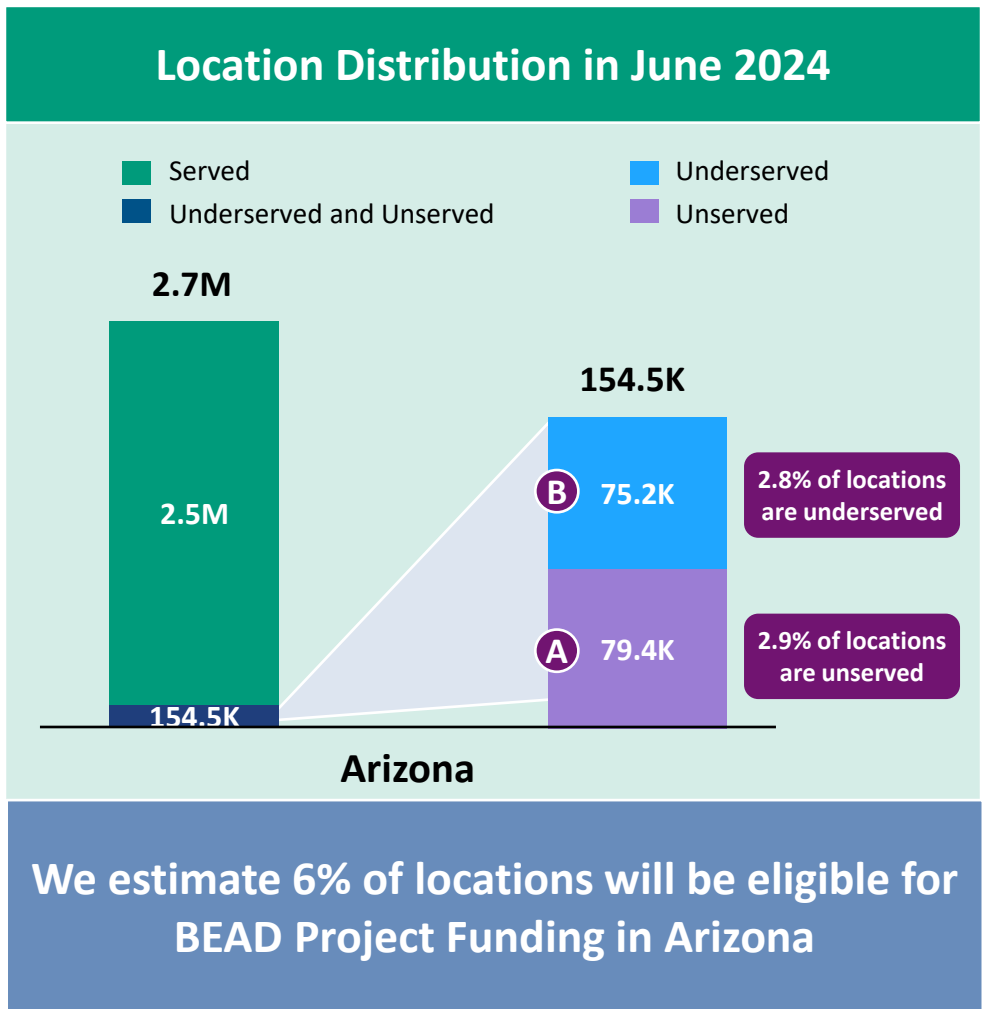 Location Distribution in June 2024
Served
Underserved
Underserved and Unserved
Unserved
2.7M
154.5K
2.5M
B
75.2K
2.8% of locations
are underserved
A
79.4K
2.9% of locations
are unserved
154.5K
Arizona
We estimate 6% of locations will be eligible for
BEAD Project Funding in Arizona